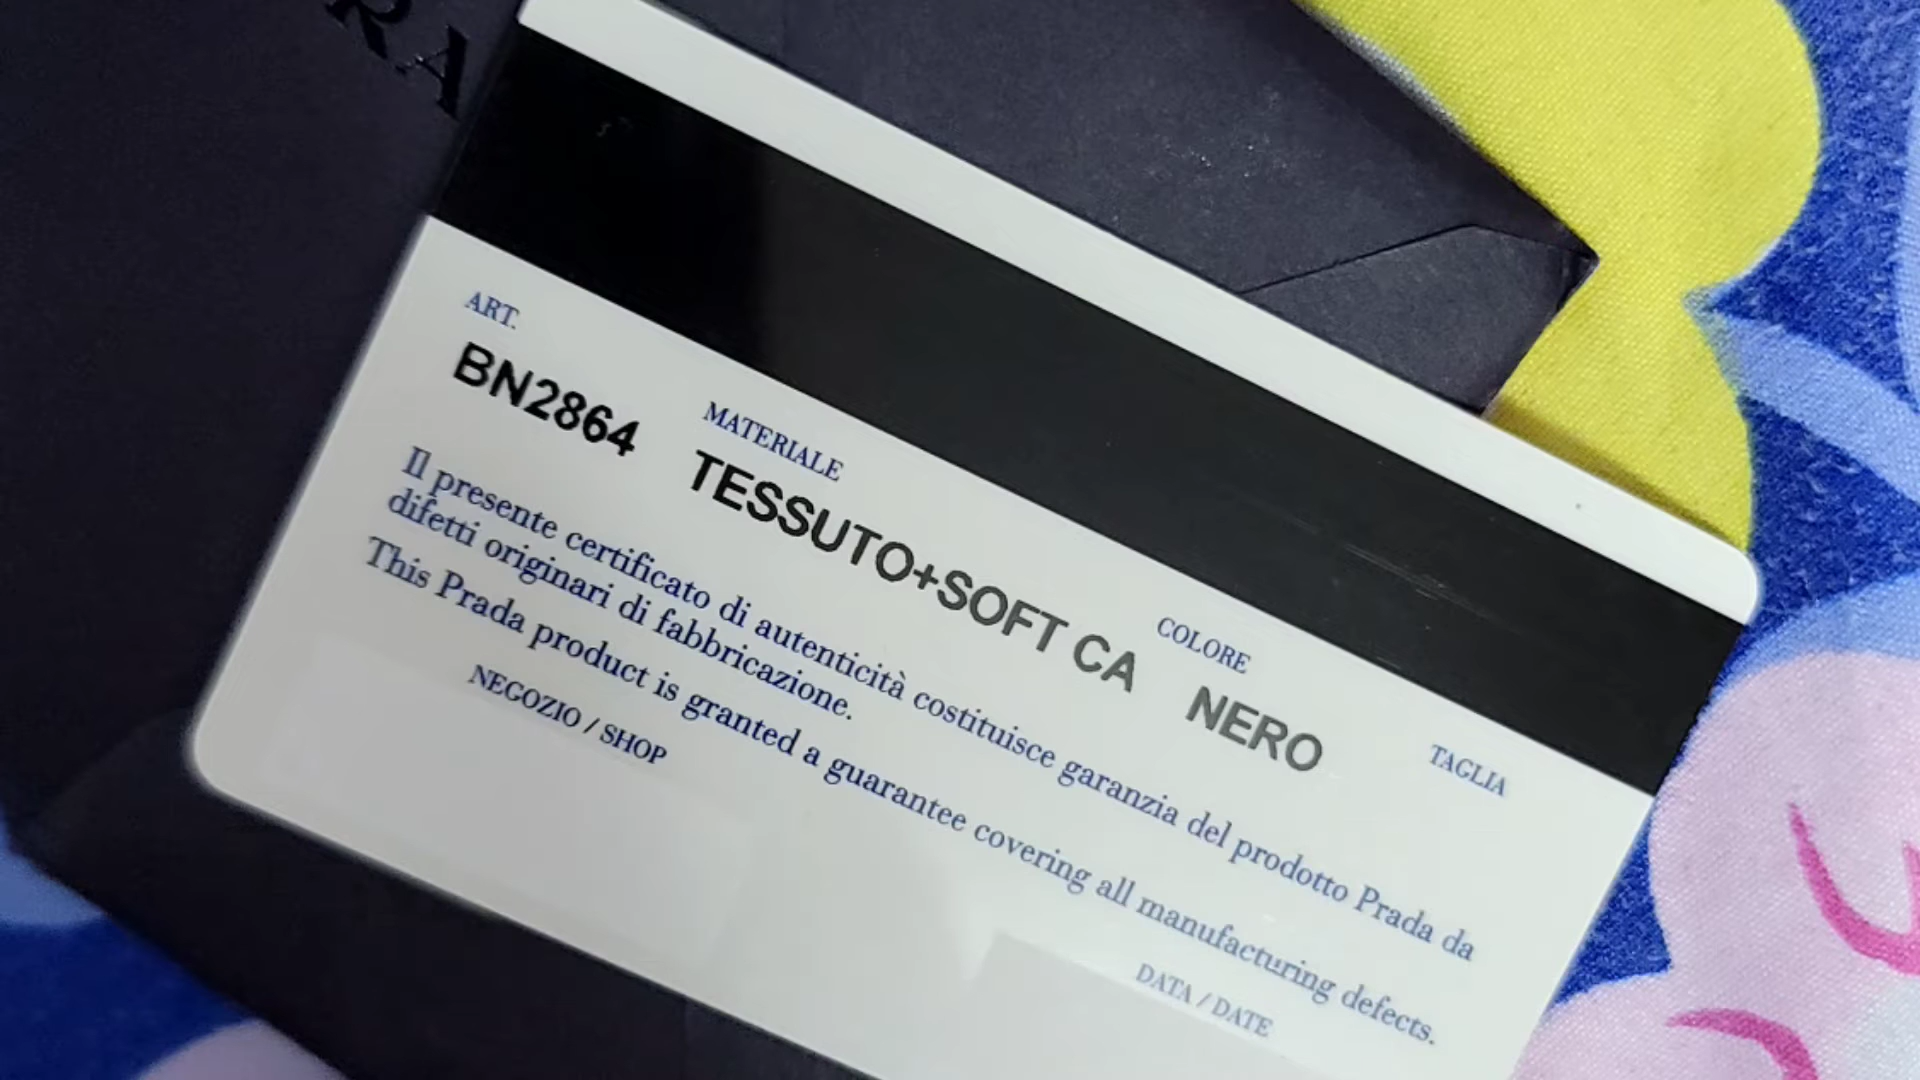 RA
ART.
BN2864
MATERIALE
TESSUTO+SOFT CA
COLORE
NERO
TAGLIA
Il presente certificato di autenticità costituisce garanzia del prodotto Prada da
difetti originari di fabbricazione.
This Prada product is granted a guarantee covering all manufacturing defects.
NEGOZIO / SHOP
DATA / DATE